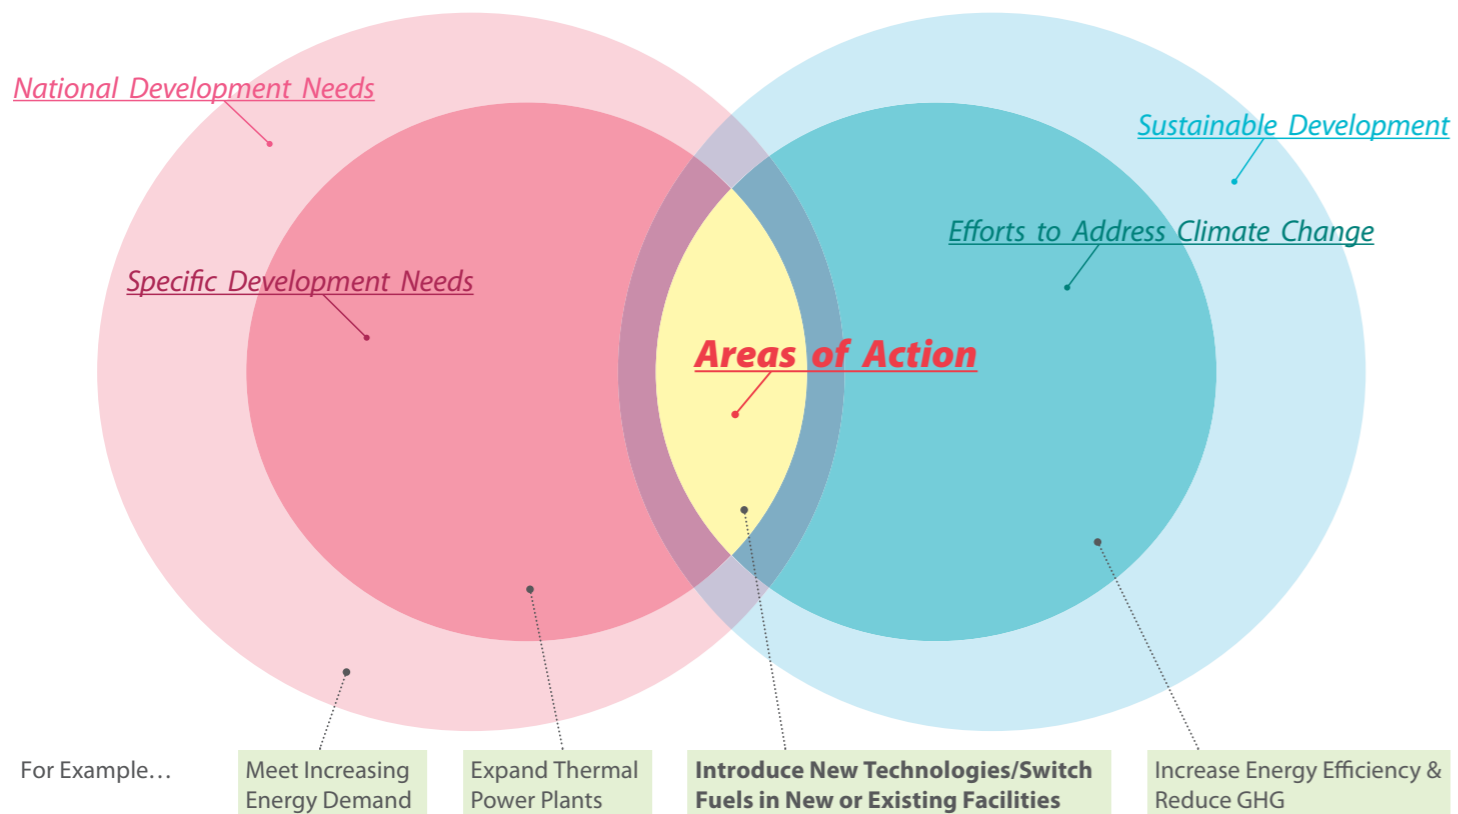 National Development Needs
Sustainable Development
Efforts to Address Climate Change
Specific Development Needs
Areas of Action
For Example…
Meet Increasing
Energy Demand
Expand Thermal
Power Plants
Introduce New Technologies/Switch
Fuels in New or Existing Facilities
Increase Energy Efficiency &
Reduce GHG